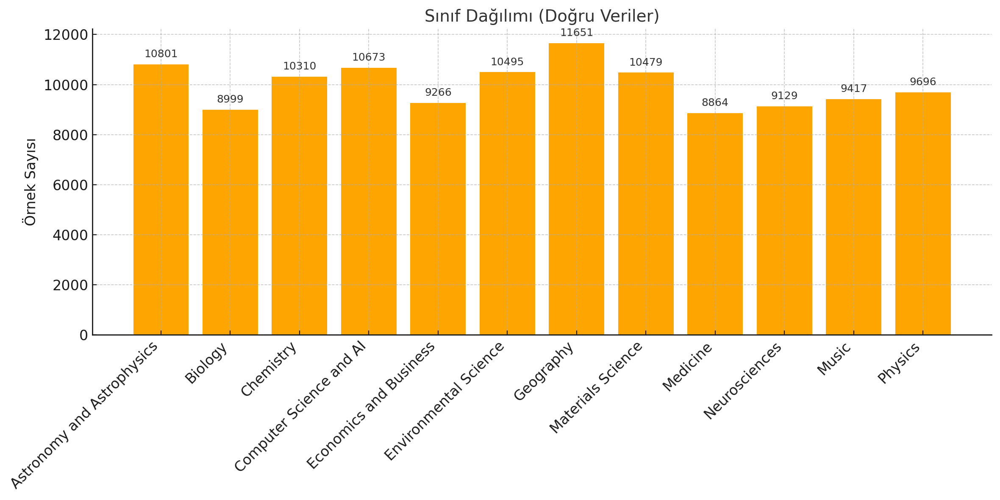 Sınıf Dağılımı (Doğru Veriler)
Örnek Sayısı
12000
10000
8000
6000
4000
2000
0
10801
8999
10310
10673
9266
10495
11651
10479
8864
9129
9417
9696
Astronomy and Astrophysics
Biology
Chemistry
Computer Science and AI
Economics and Business
Environmental Science
Geography
Materials Science
Medicine
Neurosciences
Music
Physics